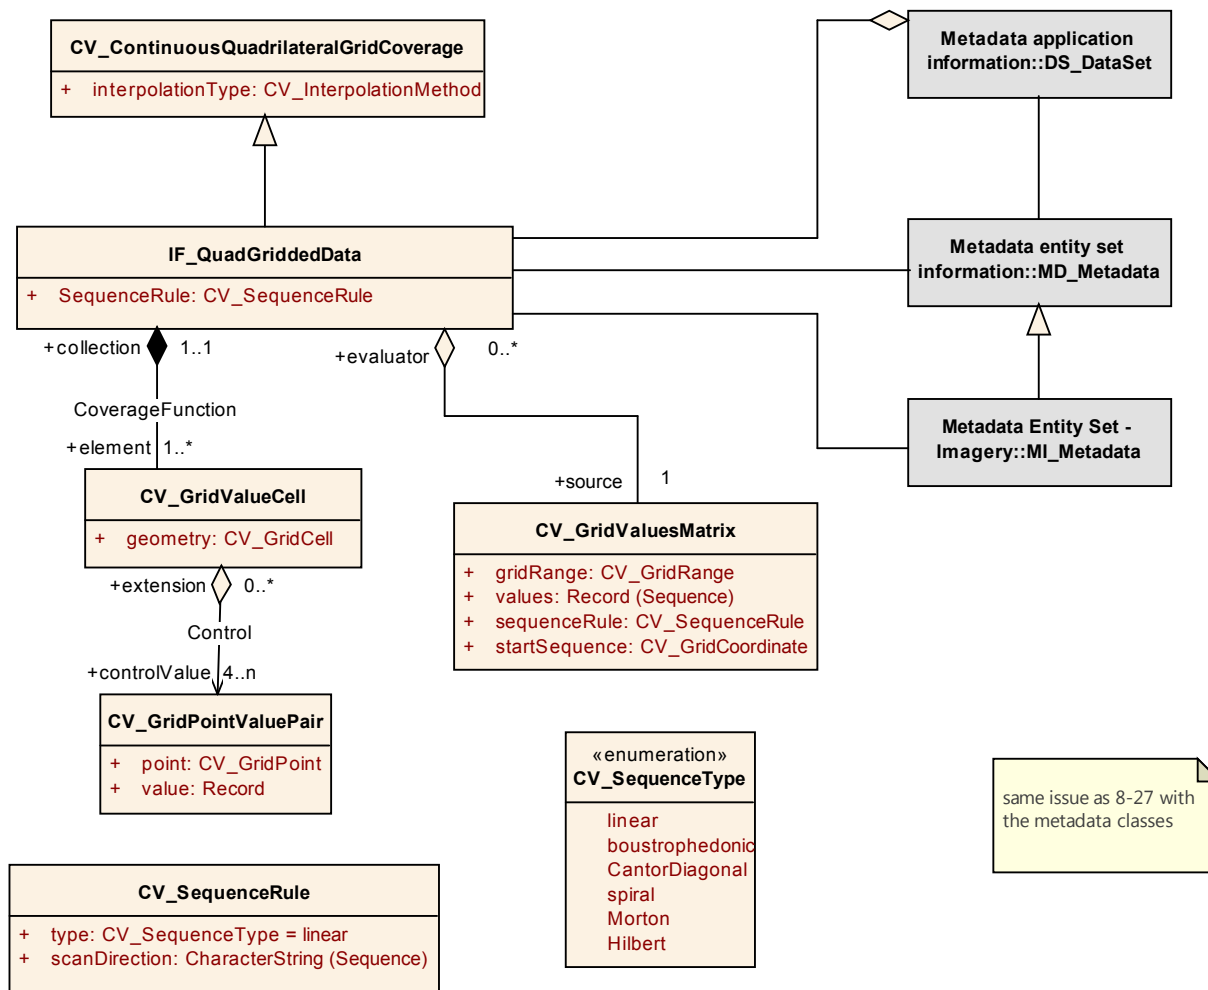 CV_ContinuousQuadrilateralGridCoverage
+ interpolationType: CV_InterpolationMethod
Metadata application
information::DS_DataSet
IF_QuadGriddedData
+ SequenceRule: CV_SequenceRule
Metadata entity set
information::MD_Metadata
+collection 1..1
+evaluator 0..*
CoverageFunction
+element 1..*
Metadata Entity Set -
Imagery::MI_Metadata
+source 1
CV_GridValueCell
+ geometry: CV_GridCell
CV_GridValuesMatrix
+ gridRange: CV_GridRange
+ values: Record (Sequence)
+ sequenceRule: CV_SequenceRule
+ startSequence: CV_GridCoordinate
+extension 0..*
Control
+controlValue 4..n
CV_GridPointValuePair
+ point: CV_GridPoint
+ value: Record
«enumeration»
CV_SequenceType
linear
boustrophedonic
CantorDiagonal
spiral
Morton
Hilbert
same issue as 8-27 with
the metadata classes
CV_SequenceRule
+ type: CV_SequenceType = linear
+ scanDirection: CharacterString (Sequence)